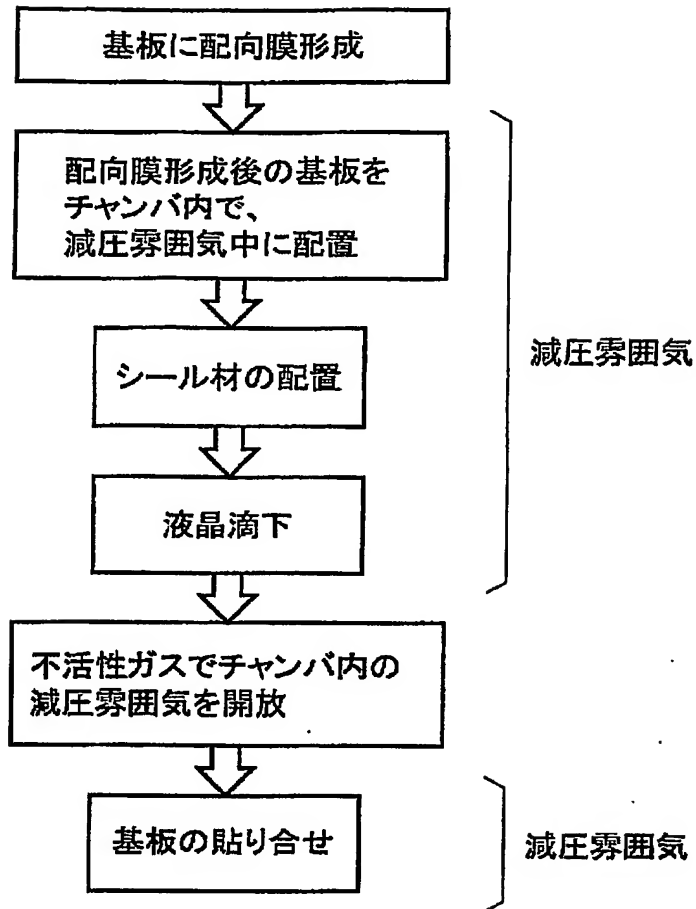 基板に配向膜形成
配向膜形成後の基板を
チャンバ内で、
減圧雰囲気中に配置
シール材の配置
減圧雰囲気
液晶滴下
不活性ガスでチャンバ内の
減圧雰囲気を開放
基板の貼り合せ
減圧雰囲気